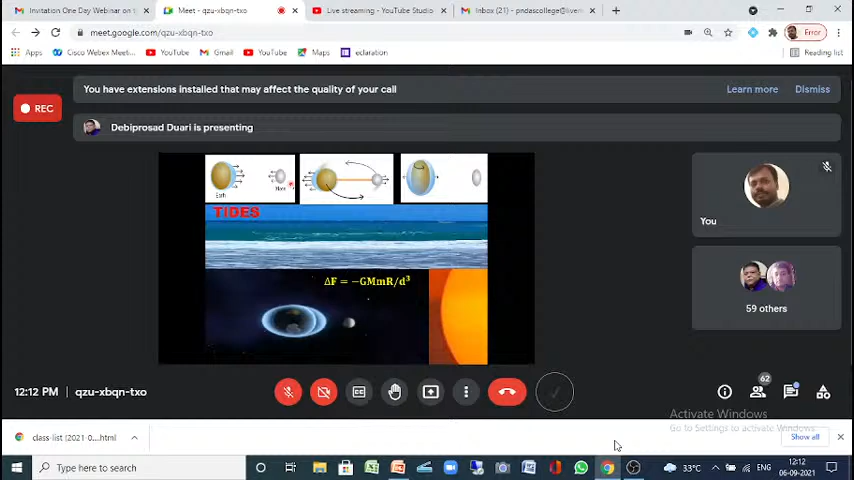 Invitation One Day Webinar on t
Meet - qzu-xbqn-txo
Live streaming - YouTube Studio
Inbox (21) - pndascollege@liver
meet.google.com/qzu-xbqn-txo
Error
Cisco Webex Meet...
YouTube
Gmail
YouTube
Maps
eclaration
Reading list
REC
You have extensions installed that may affect the quality of your call
Learn more
Dismiss
Debiprosad Duari is presenting
Earth
Moon
TIDES
ΔF = −GMmR/d³
You
59 others
12:12 PM
qzu-xbqn-txo
62
Activate Windows
Go to Settings to activate Windows.
class-list (2021-0....html
Show all
Type here to search
33°C
ENG
12:12
06-09-2021